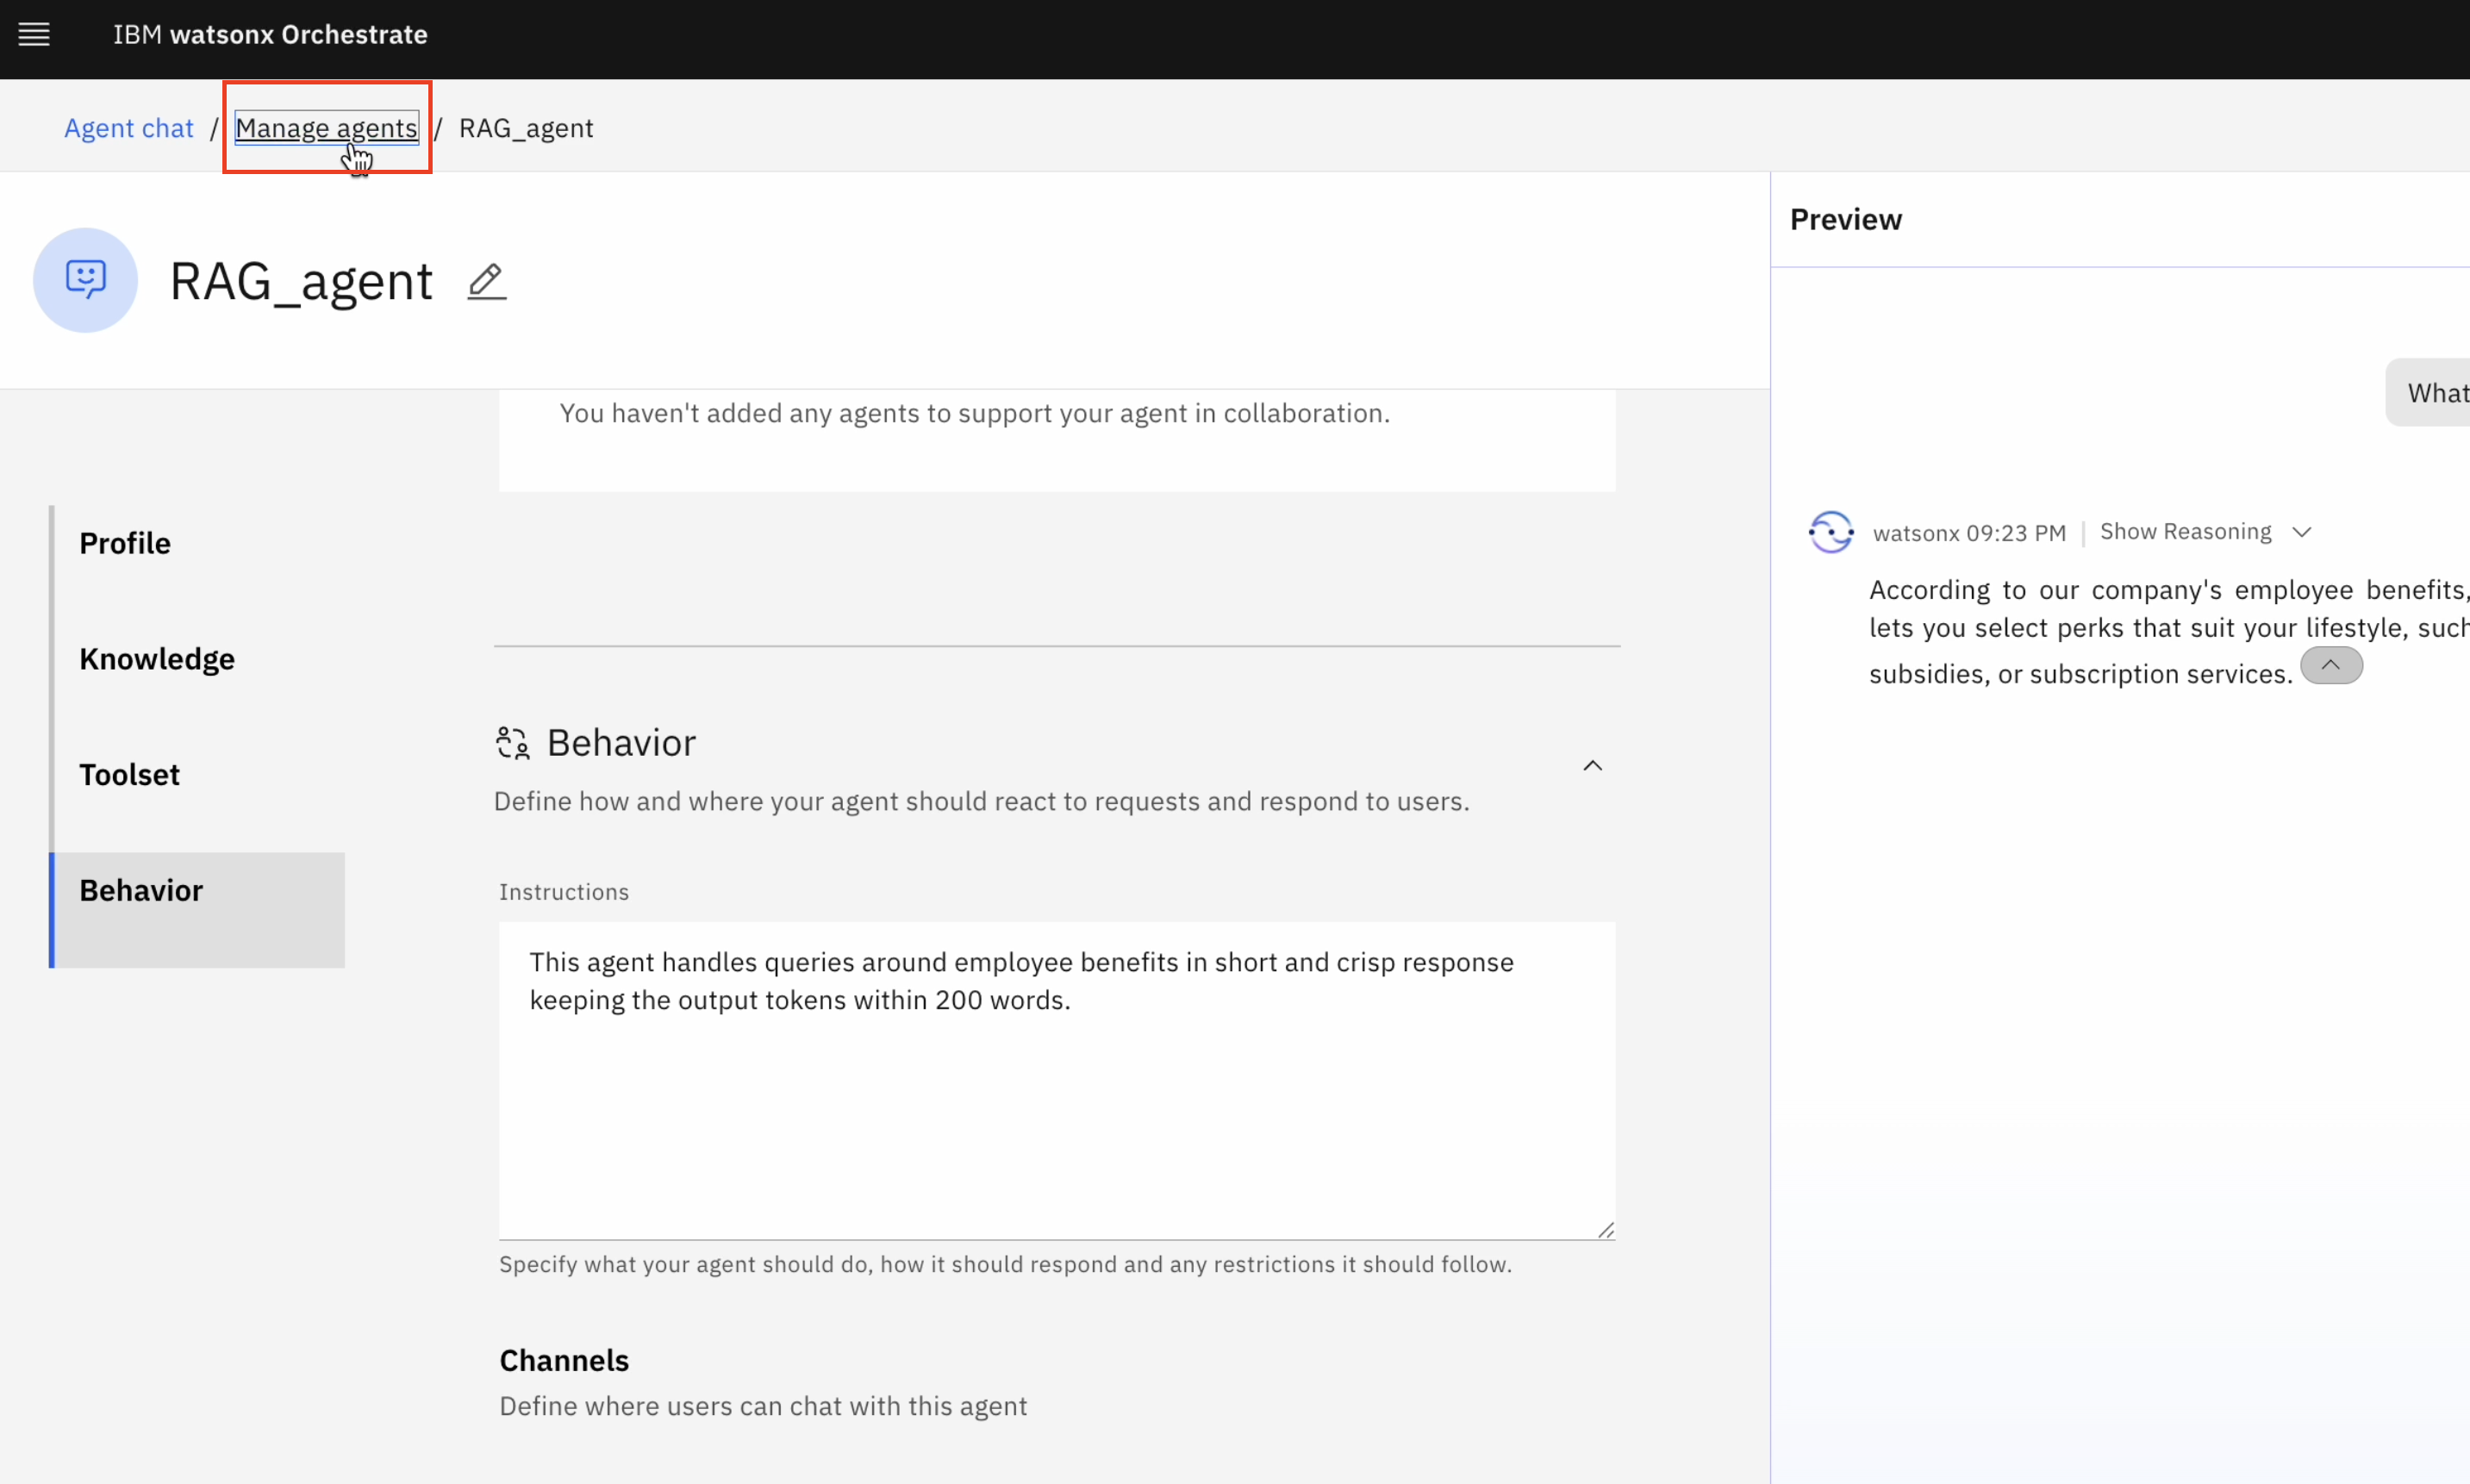 IBM watsonx Orchestrate
Agent chat / Manage agents / RAG_agent
RAG_agent
You haven't added any agents to support your agent in collaboration.
Profile
Knowledge
Toolset
Behavior
Behavior
Define how and where your agent should react to requests and respond to users.
Instructions
This agent handles queries around employee benefits in short and crisp response
keeping the output tokens within 200 words.
Specify what your agent should do, how it should respond and any restrictions it should follow.
Channels
Define where users can chat with this agent
Preview
What
watsonx 09:23 PM | Show Reasoning
According to our company's employee benefits,
lets you select perks that suit your lifestyle, such
subsidies, or subscription services.